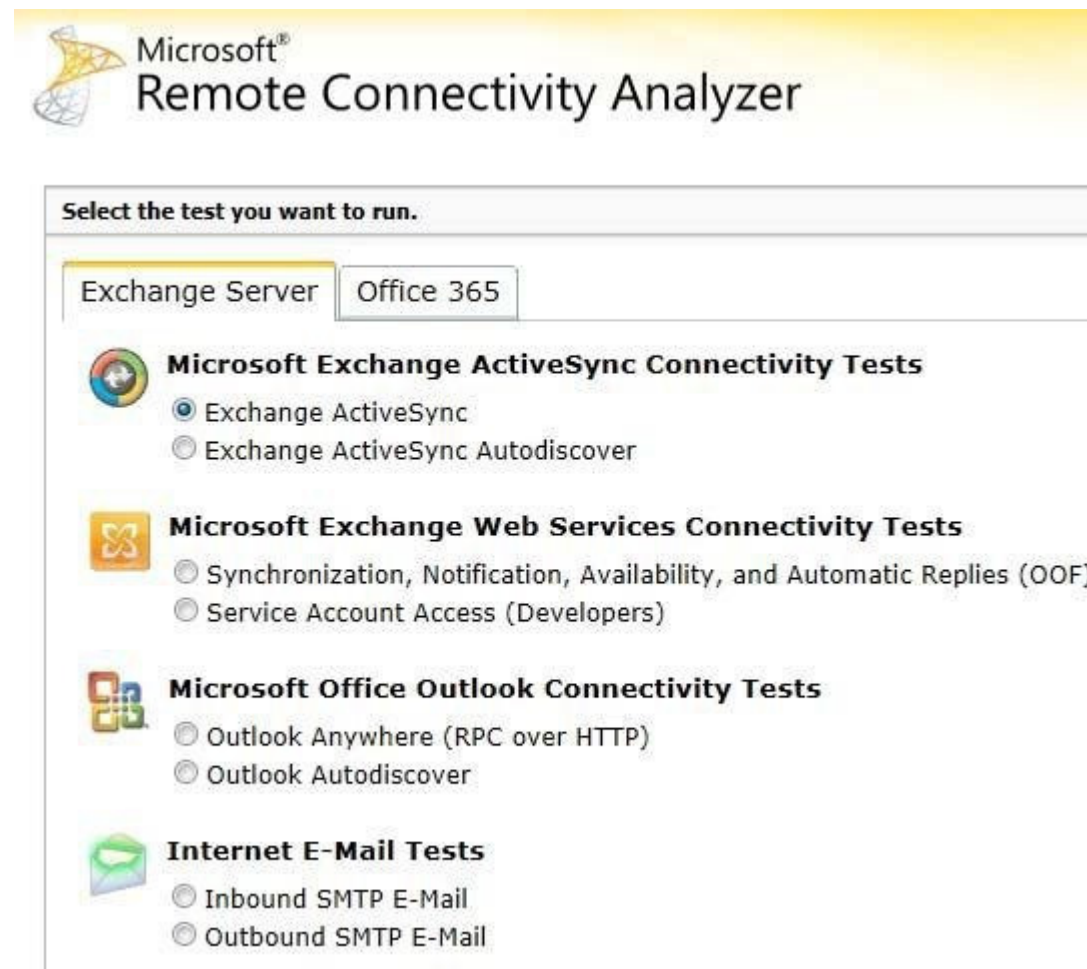 Microsoft®
Remote Connectivity Analyzer
Select the test you want to run.
Exchange Server
Office 365
Microsoft Exchange ActiveSync Connectivity Tests
Exchange ActiveSync
Exchange ActiveSync Autodiscover
Microsoft Exchange Web Services Connectivity Tests
Synchronization, Notification, Availability, and Automatic Replies (OOF)
Service Account Access (Developers)
Microsoft Office Outlook Connectivity Tests
Outlook Anywhere (RPC over HTTP)
Outlook Autodiscover
Internet E-Mail Tests
Inbound SMTP E-Mail
Outbound SMTP E-Mail